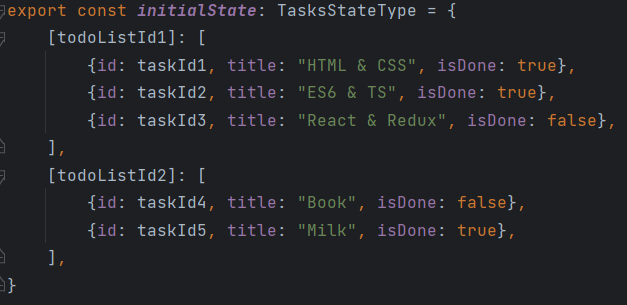 export const initialState: TasksStateType = {
    [todoListId1]: [
        {id: taskId1, title: "HTML & CSS", isDone: true},
        {id: taskId2, title: "ES6 & TS", isDone: true},
        {id: taskId3, title: "React & Redux", isDone: false},
    ],
    [todoListId2]: [
        {id: taskId4, title: "Book", isDone: false},
        {id: taskId5, title: "Milk", isDone: true},
    ],
}